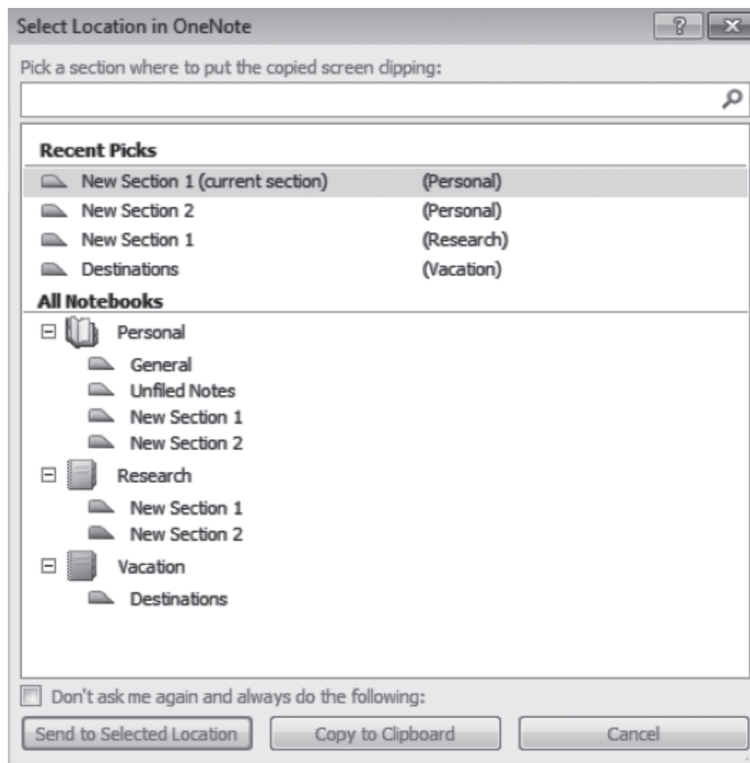 Select Location in OneNote
Pick a section where to put the copied screen clipping:
Recent Picks
New Section 1 (current section) (Personal)
New Section 2 (Personal)
New Section 1 (Research)
Destinations (Vacation)
All Notebooks
Personal
General
Unfiled Notes
New Section 1
New Section 2
Research
New Section 1
New Section 2
Vacation
Destinations
Don't ask me again and always do the following:
Send to Selected Location Copy to Clipboard Cancel